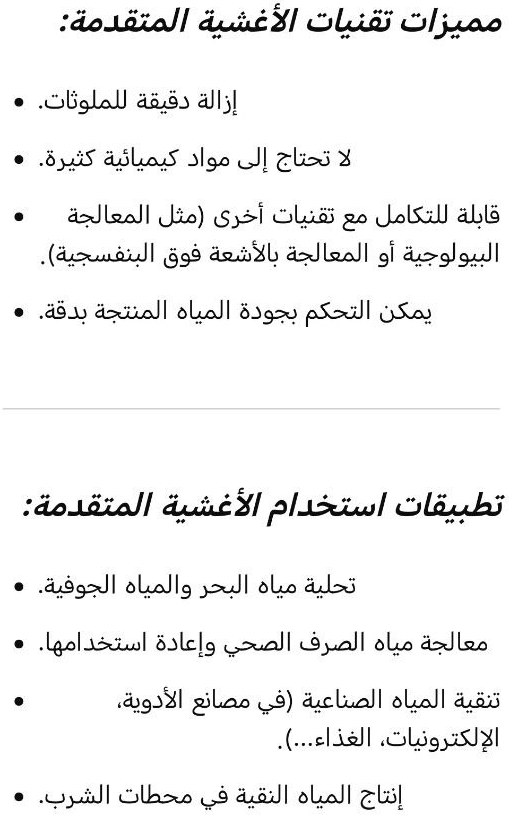 مميزات تقنيات الأغشية المتقدمة:
• إزالة دقيقة للملوثات.
• لا تحتاج إلى مواد كيميائية كثيرة.
• قابلة للتكامل مع تقنيات أخرى (مثل المعالجة
البيولوجية أو المعالجة بالأشعة فوق البنفسجية).
• يمكن التحكم بجودة المياه المنتجة بدقة.
تطبيقات استخدام الأغشية المتقدمة:
• تحلية مياه البحر والمياه الجوفية.
• معالجة مياه الصرف الصحي وإعادة استخدامها.
• تنقية المياه الصناعية (في مصانع الأدوية،
الإلكترونيات، الغذاء...).
• إنتاج المياه النقية في محطات الشرب.